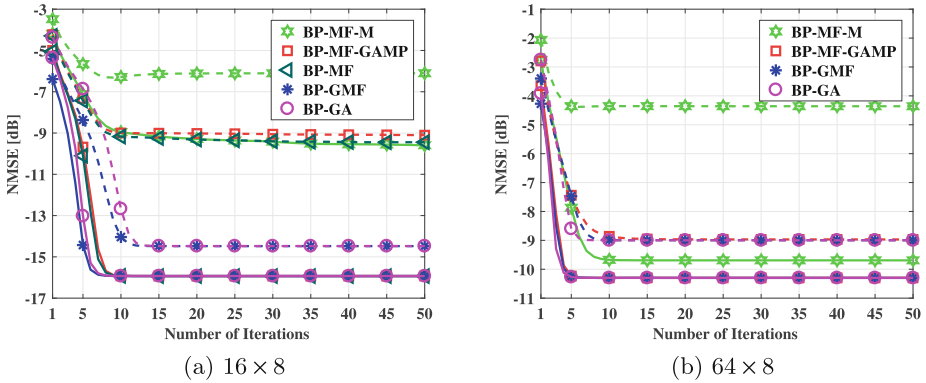 -3
-5
-7
-9
-11
-13
-15
-17
NMSE [dB]
1 5 10 15 20 25 30 35 40 45 50
Number of Iterations
BP-MF-M
BP-MF-GAMP
BP-MF
BP-GMF
BP-GA
(a) 16 × 8
-1
-2
-3
-4
-5
-6
-7
-8
-9
-10
-11
NMSE [dB]
1 5 10 15 20 25 30 35 40 45 50
Number of Iterations
BP-MF-M
BP-MF-GAMP
BP-GMF
BP-GA
(b) 64 × 8